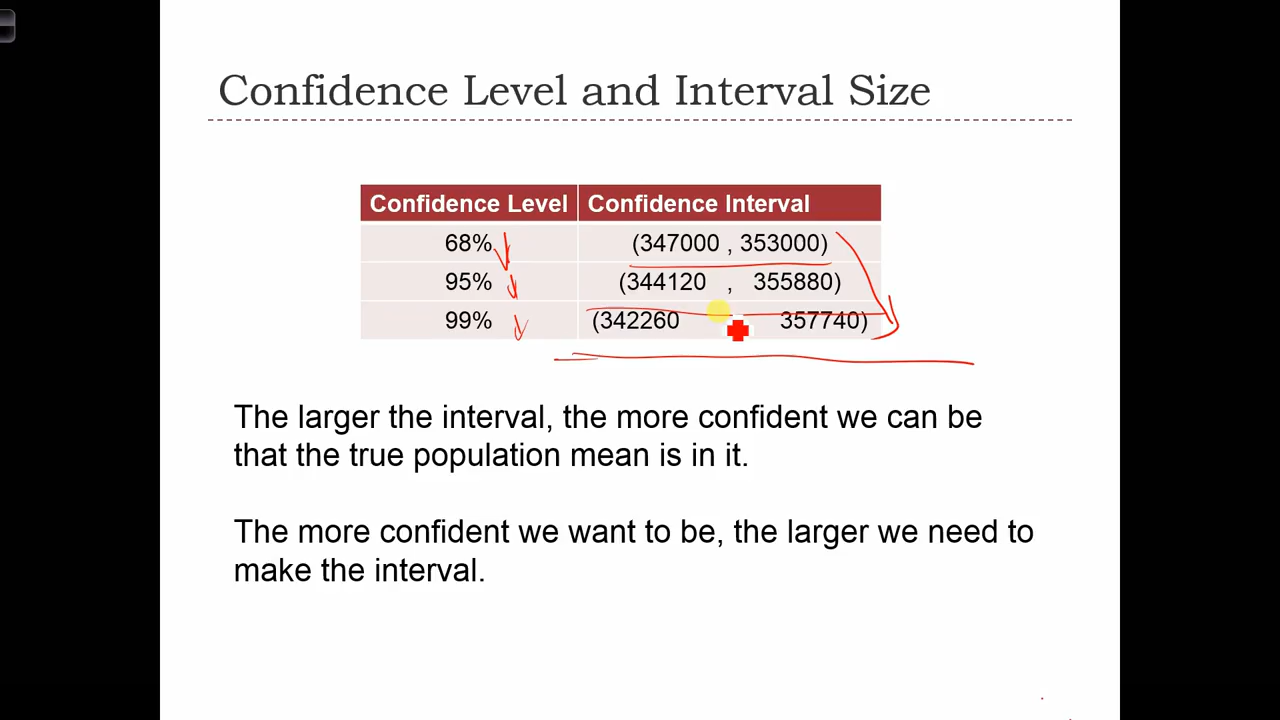 Confidence Level and Interval Size
Confidence Level Confidence Interval
68% (347000 , 353000)
95% (344120 , 355880)
99% (342260 357740)
The larger the interval, the more confident we can be
that the true population mean is in it.
The more confident we want to be, the larger we need to
make the interval.